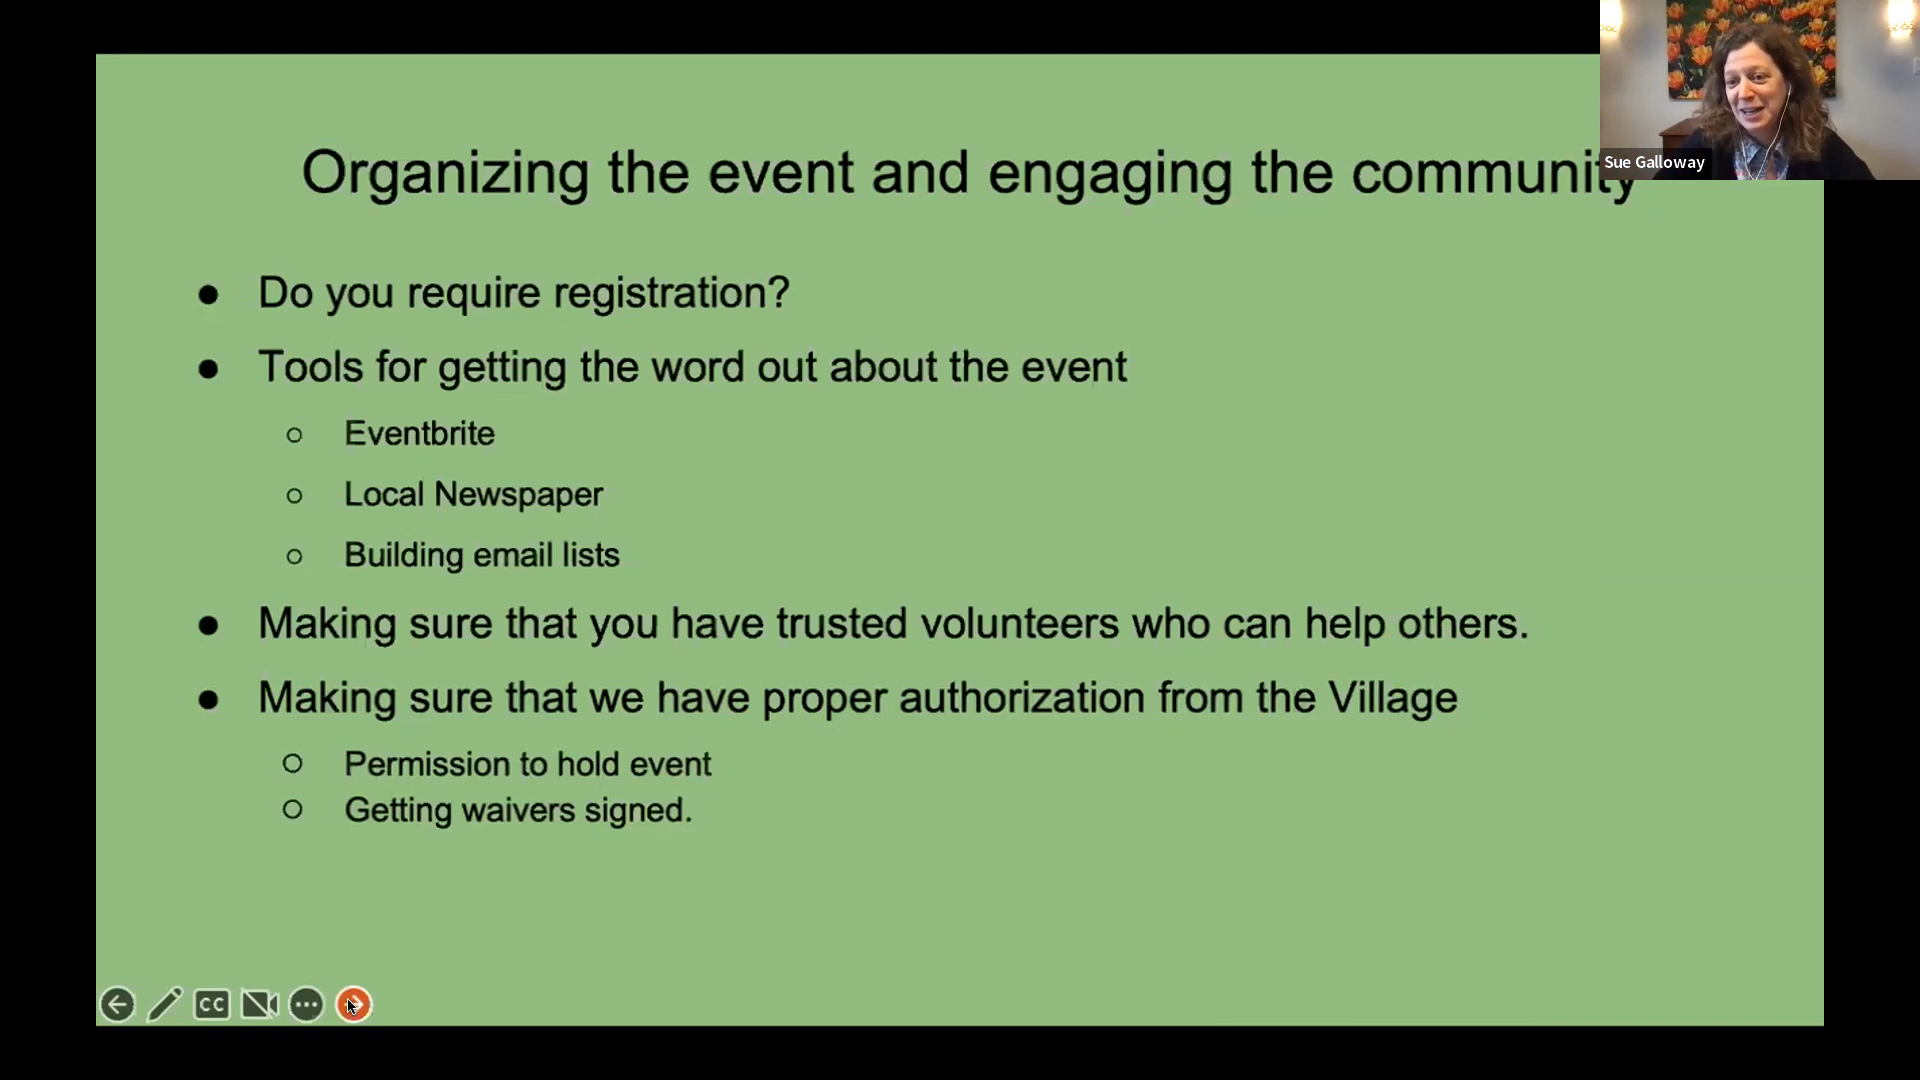 Organizing the event and engaging the community
Sue Galloway
● Do you require registration?
● Tools for getting the word out about the event
○ Eventbrite
○ Local Newspaper
○ Building email lists
● Making sure that you have trusted volunteers who can help others.
● Making sure that we have proper authorization from the Village
○ Permission to hold event
○ Getting waivers signed.
CC